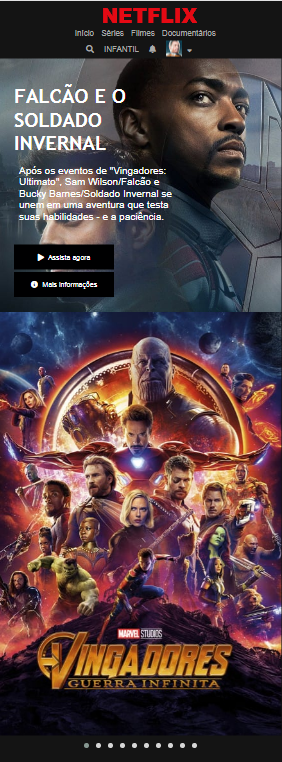 NETFLIX
Início Séries Filmes Documentários
INFANTIL
FALCÃO E O
SOLDADO
INVERNAL
Após os eventos de "Vingadores:
Ultimato", Sam Wilson/Falcão e
Bucky Barnes/Soldado Invernal se
unem em uma aventura que testa
suas habilidades - e a paciência.
Assista agora
Mais informações
MARVEL STUDIOS
VINGADORES
GUERRA INFINITA